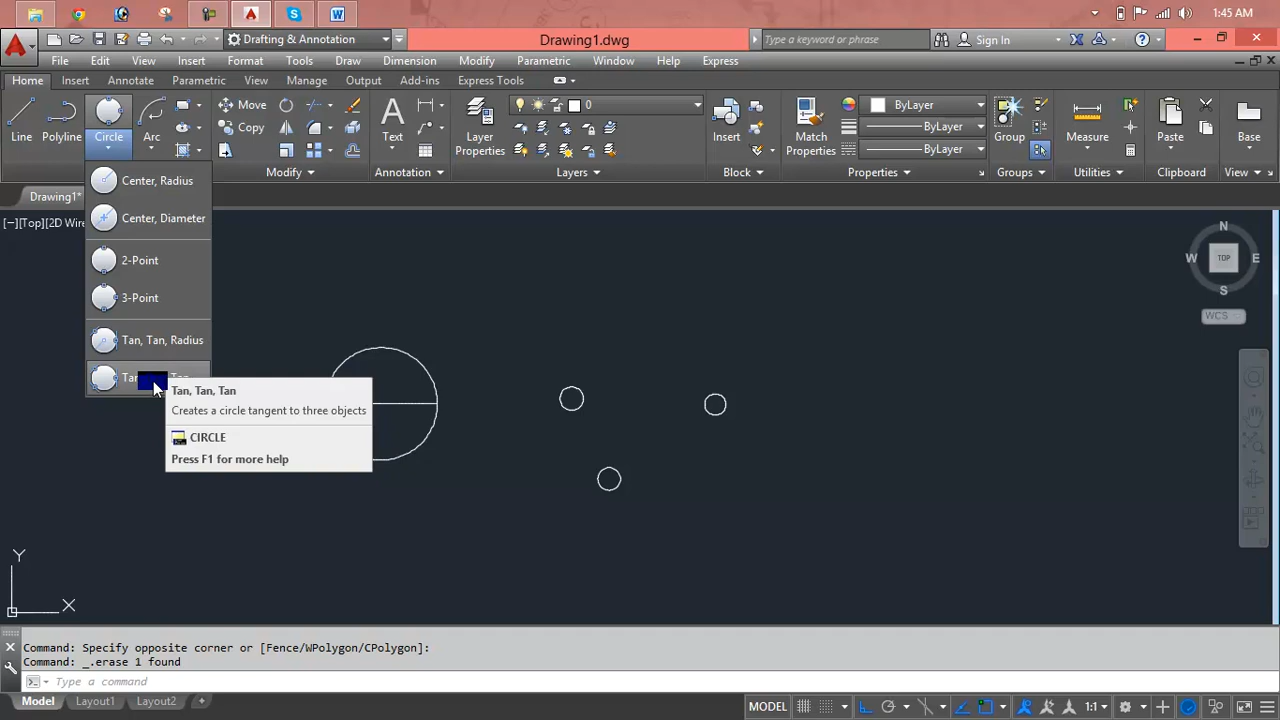 1:45 AM
Drafting & Annotation
Drawing1.dwg
Type a keyword or phrase
Sign In
File Edit View Insert Format Tools Draw Dimension Modify Parametric Window Help Express
Home Insert Annotate Parametric View Manage Output Add-ins Express Tools
Line
Polyline
Circle
Arc
Move
Copy
Text
Layer
Properties
0
Insert
Match
Properties
ByLayer
ByLayer
ByLayer
Group
Measure
Paste
Base
Modify
Annotation
Layers
Block
Properties
Groups
Utilities
Clipboard
View
Drawing1*
[−][Top][2D Wire
Center, Radius
Center, Diameter
2-Point
3-Point
Tan, Tan, Radius
Tan, Tan, Tan
Creates a circle tangent to three objects
CIRCLE
Press F1 for more help
N
W TOP E
S
WCS
Y
X
Command: Specify opposite corner or [Fence/WPolygon/CPolygon]:
Command: _.erase 1 found
Type a command
Model Layout1 Layout2 +
MODEL
1:1